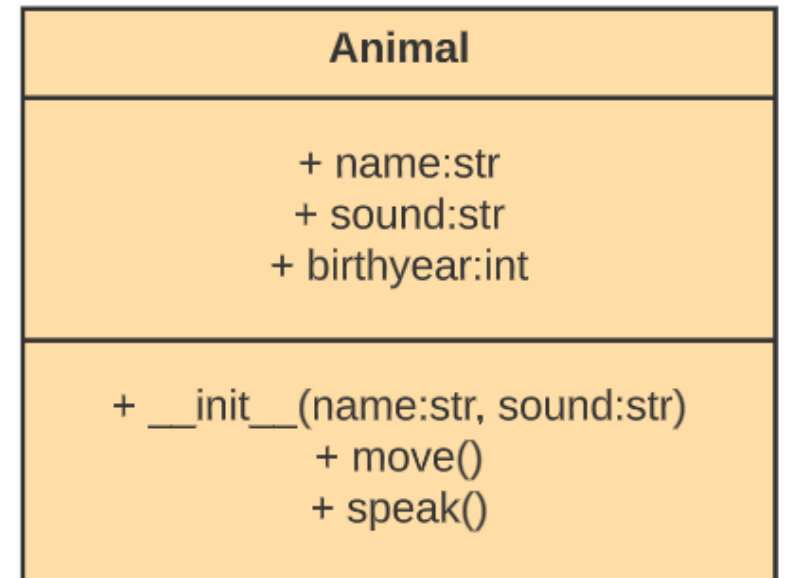 Animal
+ name:str
+ sound:str
+ birthyear:int
+ __init__(name:str, sound:str)
+ move()
+ speak()